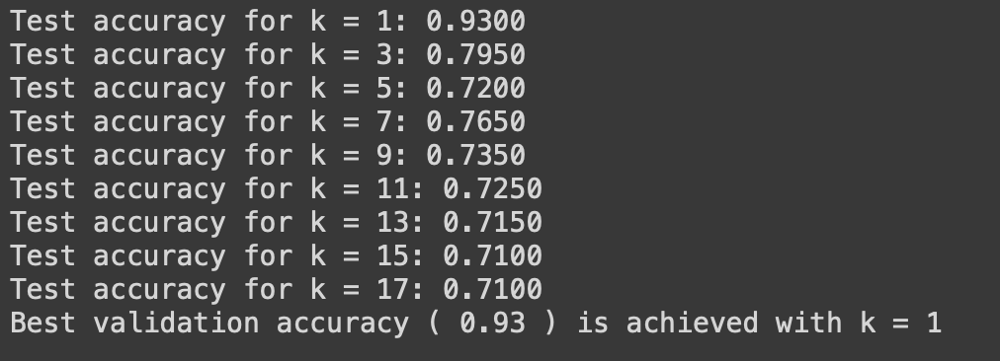 Test accuracy for k = 1: 0.9300
Test accuracy for k = 3: 0.7950
Test accuracy for k = 5: 0.7200
Test accuracy for k = 7: 0.7650
Test accuracy for k = 9: 0.7350
Test accuracy for k = 11: 0.7250
Test accuracy for k = 13: 0.7150
Test accuracy for k = 15: 0.7100
Test accuracy for k = 17: 0.7100
Best validation accuracy ( 0.93 ) is achieved with k = 1